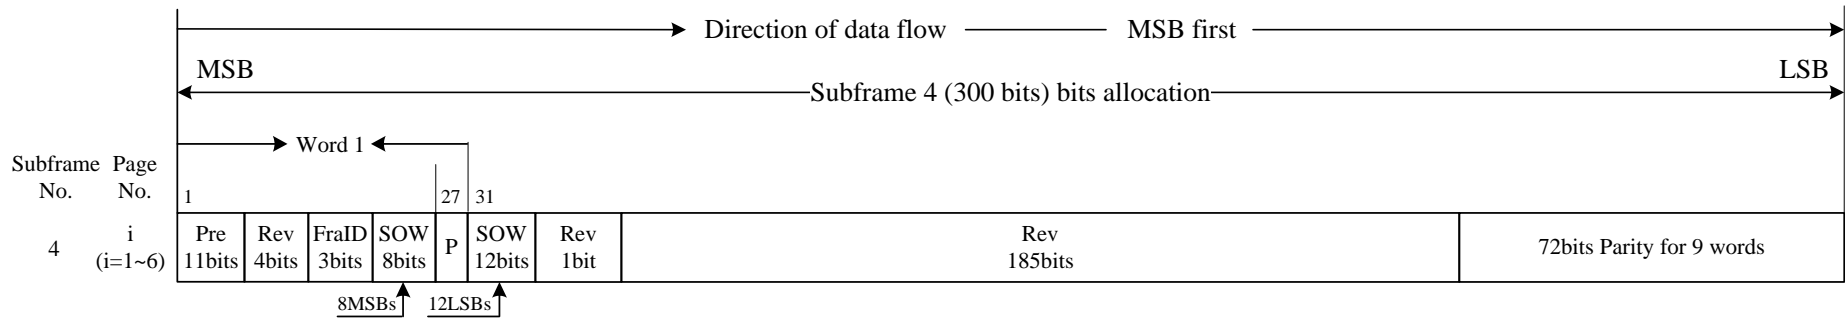 Direction of data flow MSB first
MSB LSB
Subframe 4 (300 bits) bits allocation
Word 1
Subframe Page
No. No.
1 27 31
4
i
(i=1~6)
Pre
11bits
Rev
4bits
FraID
3bits
SOW
8bits
P
SOW
12bits
Rev
1bit
Rev
185bits
72bits Parity for 9 words
8MSBs 12LSBs